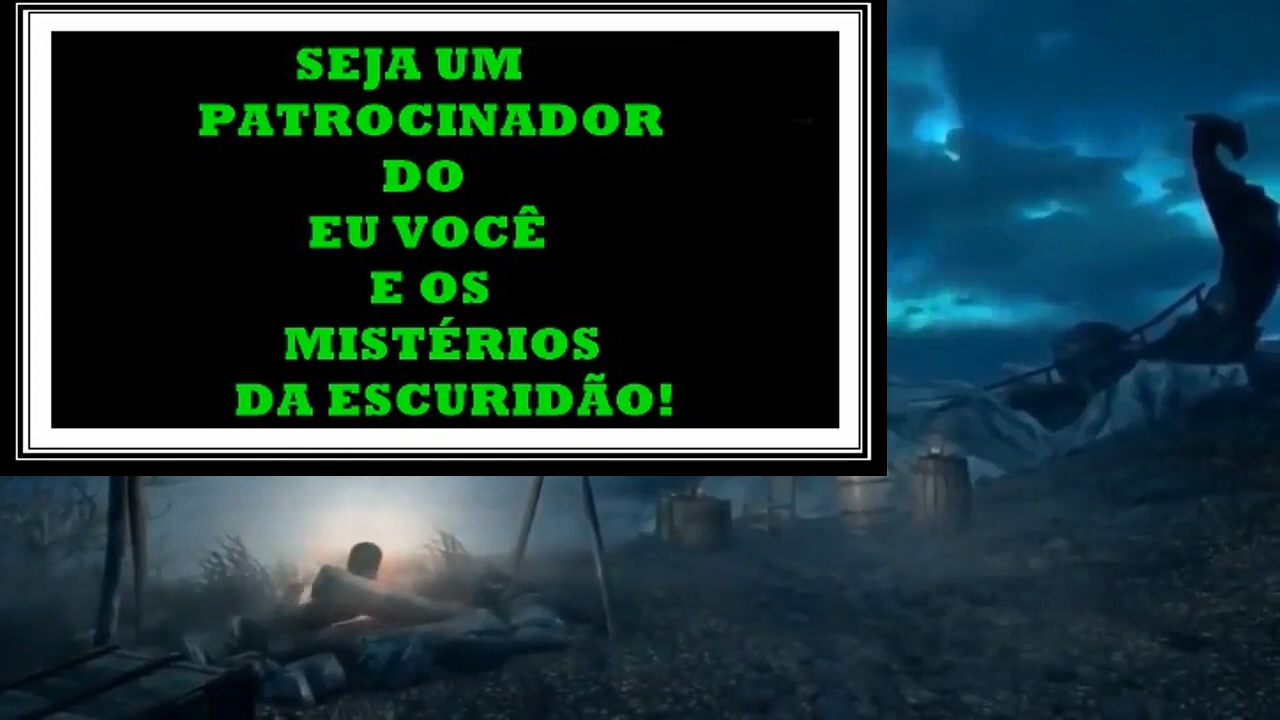 SEJA UM
PATROCINADOR
DO
EU VOCÊ
E OS
MISTÉRIOS
DA ESCURIDÃO!